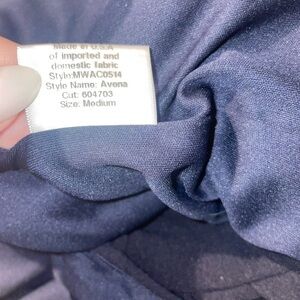 Made in U.S.A
of imported and
domestic fabric
Style:MWAC0514
Style Name: Avena
Cut: 604703
Size: Medium